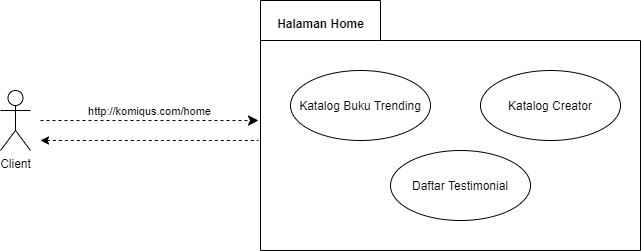 Halaman Home
Katalog Buku Trending
Katalog Creator
http://komiqus.com/home
Client
Daftar Testimonial